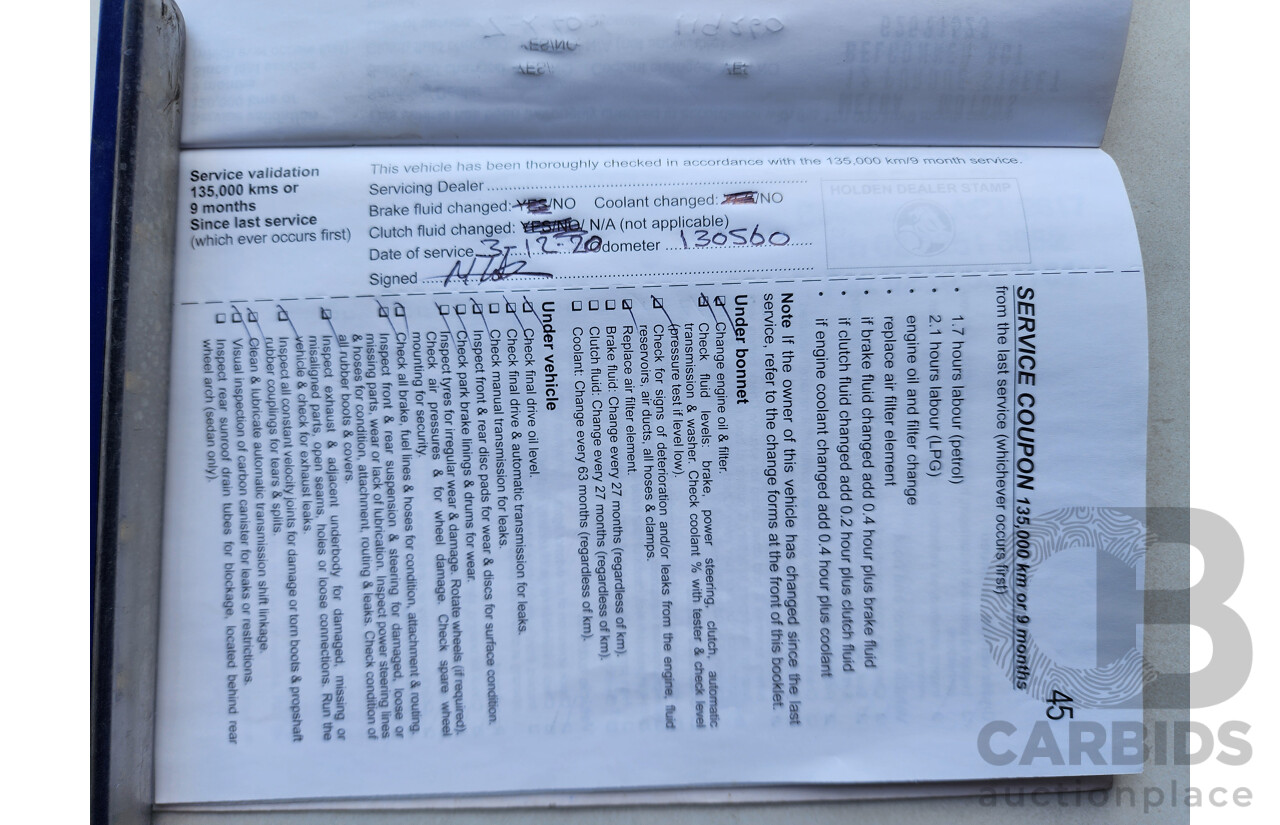 Service validation
135,000 kms or
9 months
Since last service
(which ever occurs first)
This vehicle has been thoroughly checked in accordance with the 135,000 km/9 month service.
Servicing Dealer
Brake fluid changed: YES/NO Coolant changed: YES/NO
Clutch fluid changed: YES/NO/ N/A (not applicable)
Date of service 3-12-20 Odometer 130560
Signed
HOLDEN DEALER STAMP
45
SERVICE COUPON 135,000 km or 9 months
from the last service (whichever occurs first)
• 1.7 hours labour (petrol)
• 2.1 hours labour (LPG)
• engine oil and filter change
• replace air filter element
• if brake fluid changed add 0.4 hour plus brake fluid
• if clutch fluid changed add 0.2 hour plus clutch fluid
• if engine coolant changed add 0.4 hour plus coolant
Note If the owner of this vehicle has changed since the last
service, refer to the change forms at the front of this booklet.
Under bonnet
Change engine oil & filter.
Check fluid levels: brake, power steering, clutch, automatic
transmission & washer. Check coolant % with tester & check level
(pressure test if level low).
Check for signs of deterioration and/or leaks from the engine, fluid
reservoirs, air ducts, all hoses & clamps.
Replace air filter element.
Brake fluid: Change every 27 months (regardless of km).
Clutch fluid: Change every 27 months (regardless of km).
Coolant: Change every 63 months (regardless of km).
Under vehicle
Check final drive oil level.
Check final drive & automatic transmission for leaks.
Check manual transmission for leaks.
Inspect front & rear disc pads for wear & discs for surface condition.
Check park brake linings & drums for wear.
Inspect tyres for irregular wear & damage. Rotate wheels (if required).
Check air pressures & for wheel damage. Check spare wheel
mounting for security.
Check all brake, fuel lines & hoses for condition, attachment & routing.
Inspect front & rear suspension & steering for damaged, loose or
missing parts, wear or lack of lubrication. Inspect power steering lines
& hoses for condition, attachment, routing & leaks. Check condition of
all rubber boots & covers.
Inspect exhaust & adjacent underbody for damaged, missing or
misaligned parts, open seams, holes or loose connections. Run the
vehicle & check for exhaust leaks.
Inspect all constant velocity joints for damage or torn boots & propshaft
rubber couplings for tears & splits.
Clean & lubricate automatic transmission shift linkage.
Visual inspection of carbon canister for leaks or restrictions.
Inspect rear sunroof drain tubes for blockage, located behind rear
wheel arch (sedan only).
CARBIDS
auctionplace